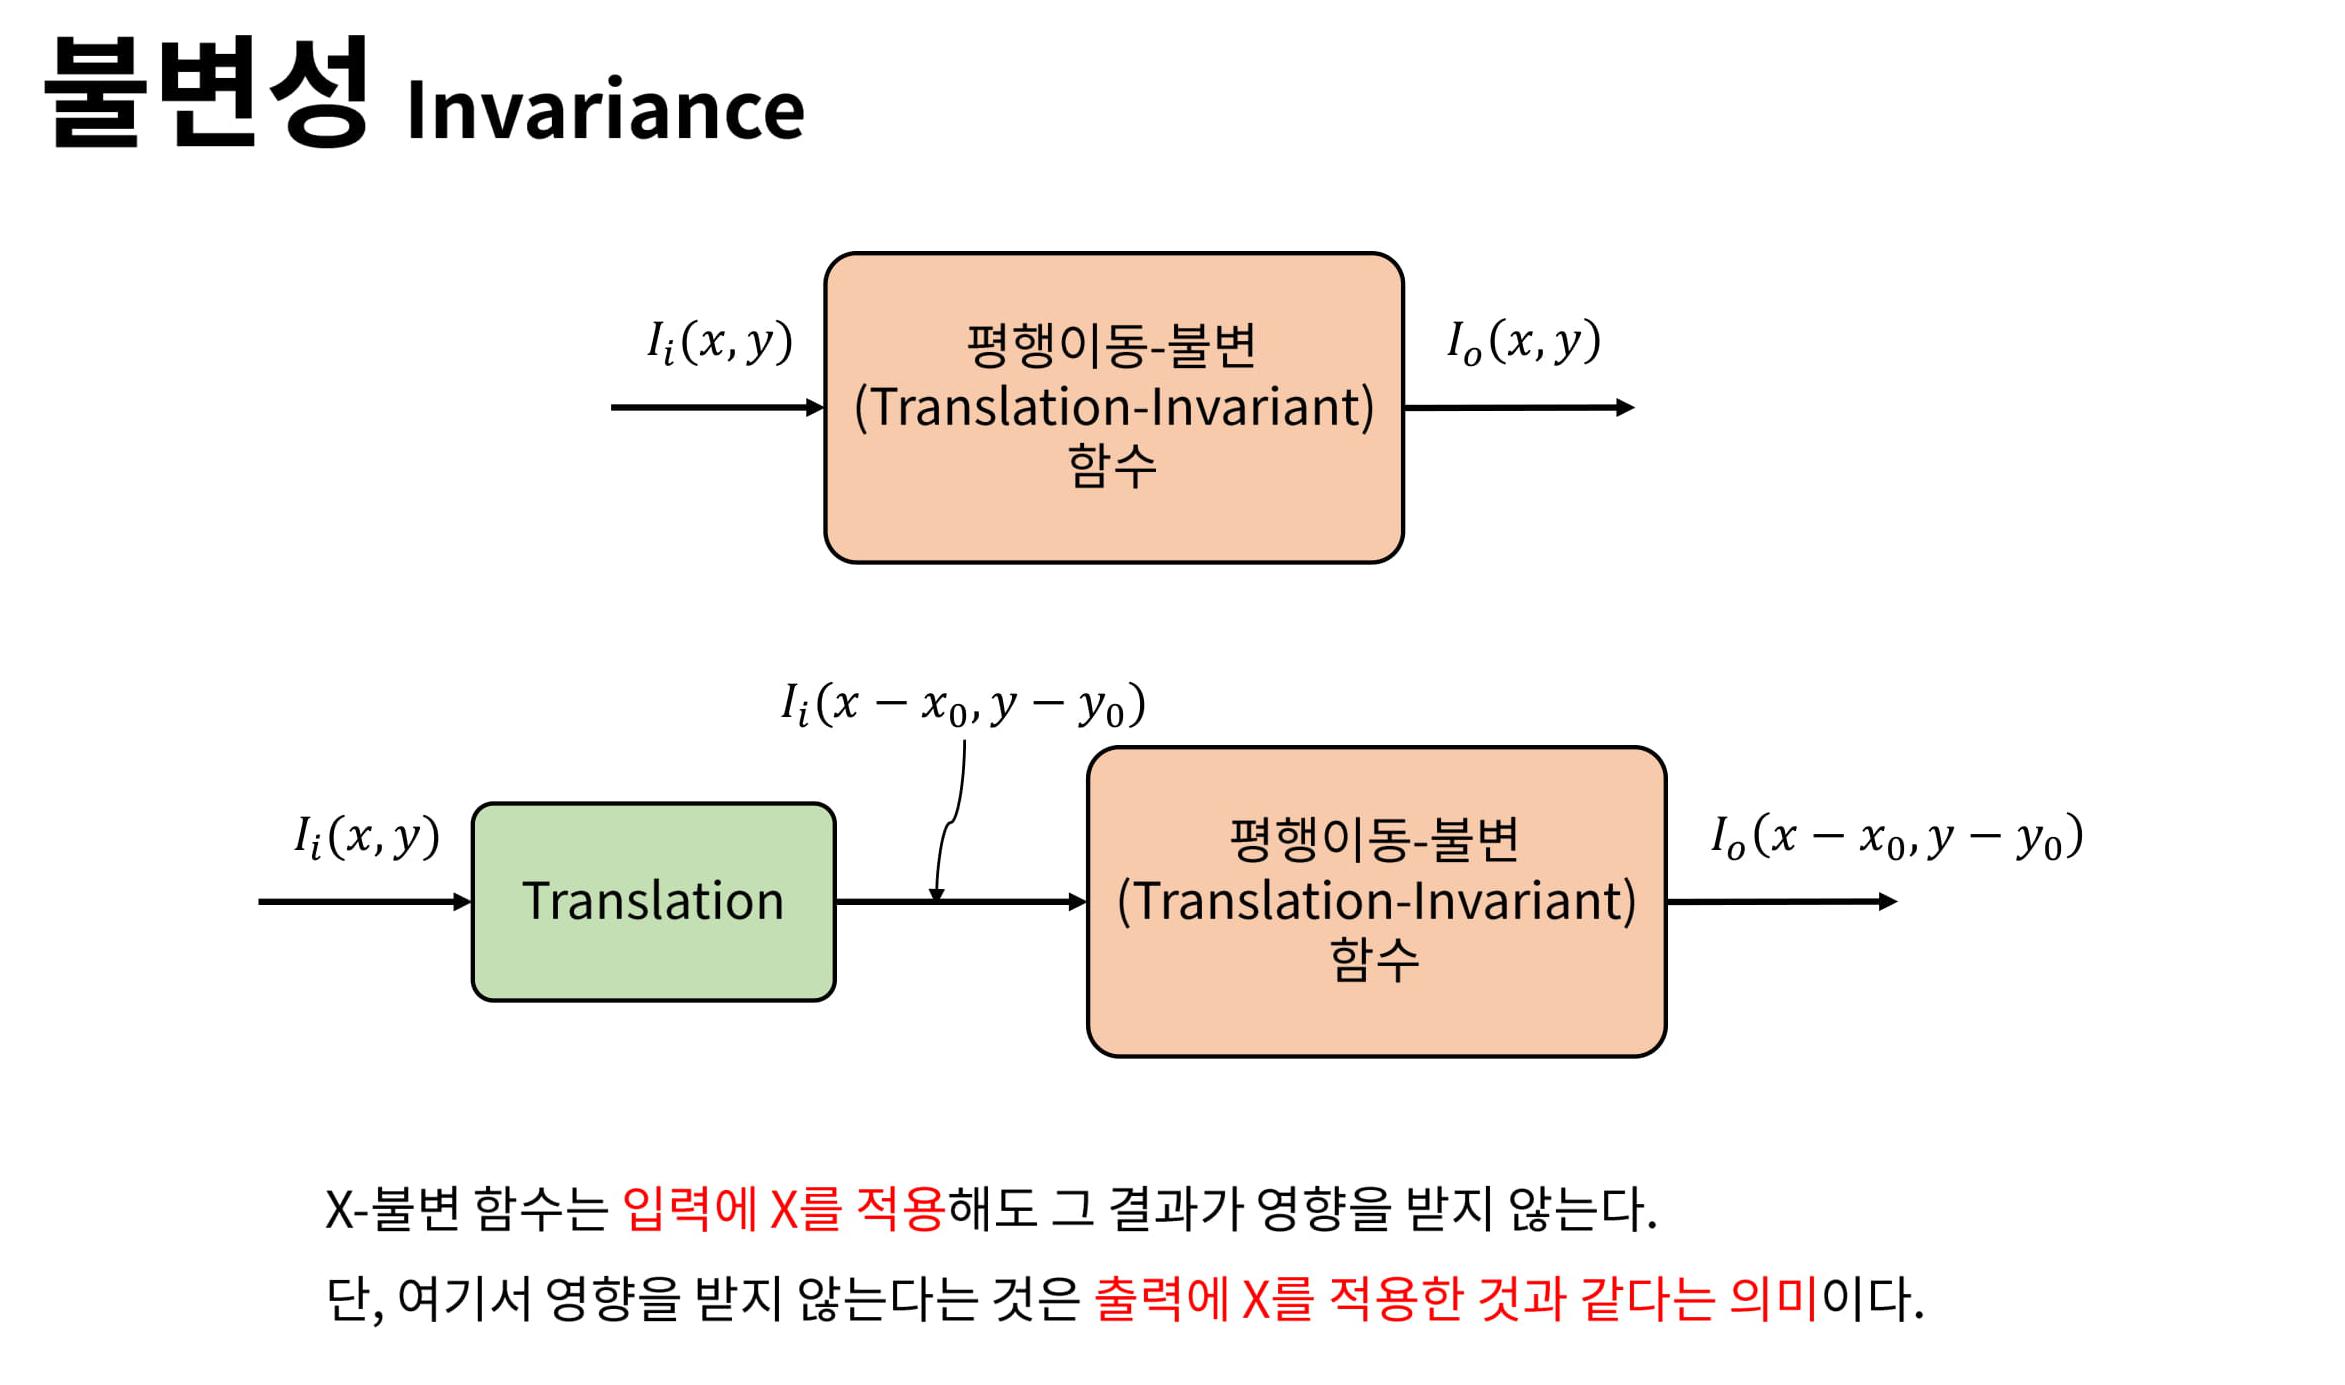 불변성 Invariance
I_i(x, y)
평행이동-불변
(Translation-Invariant)
함수
I_o(x, y)
I_i(x − x_0, y − y_0)
I_i(x, y)
Translation
평행이동-불변
(Translation-Invariant)
함수
I_o(x − x_0, y − y_0)
X-불변 함수는 입력에 X를 적용해도 그 결과가 영향을 받지 않는다.
단, 여기서 영향을 받지 않는다는 것은 출력에 X를 적용한 것과 같다는 의미이다.